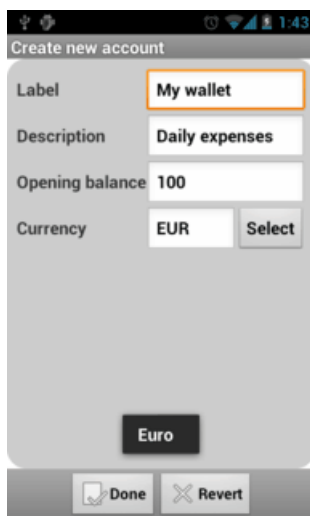 1:43
Create new account
Label My wallet
Description Daily expenses
Opening balance 100
Currency EUR Select
Euro
Done Revert